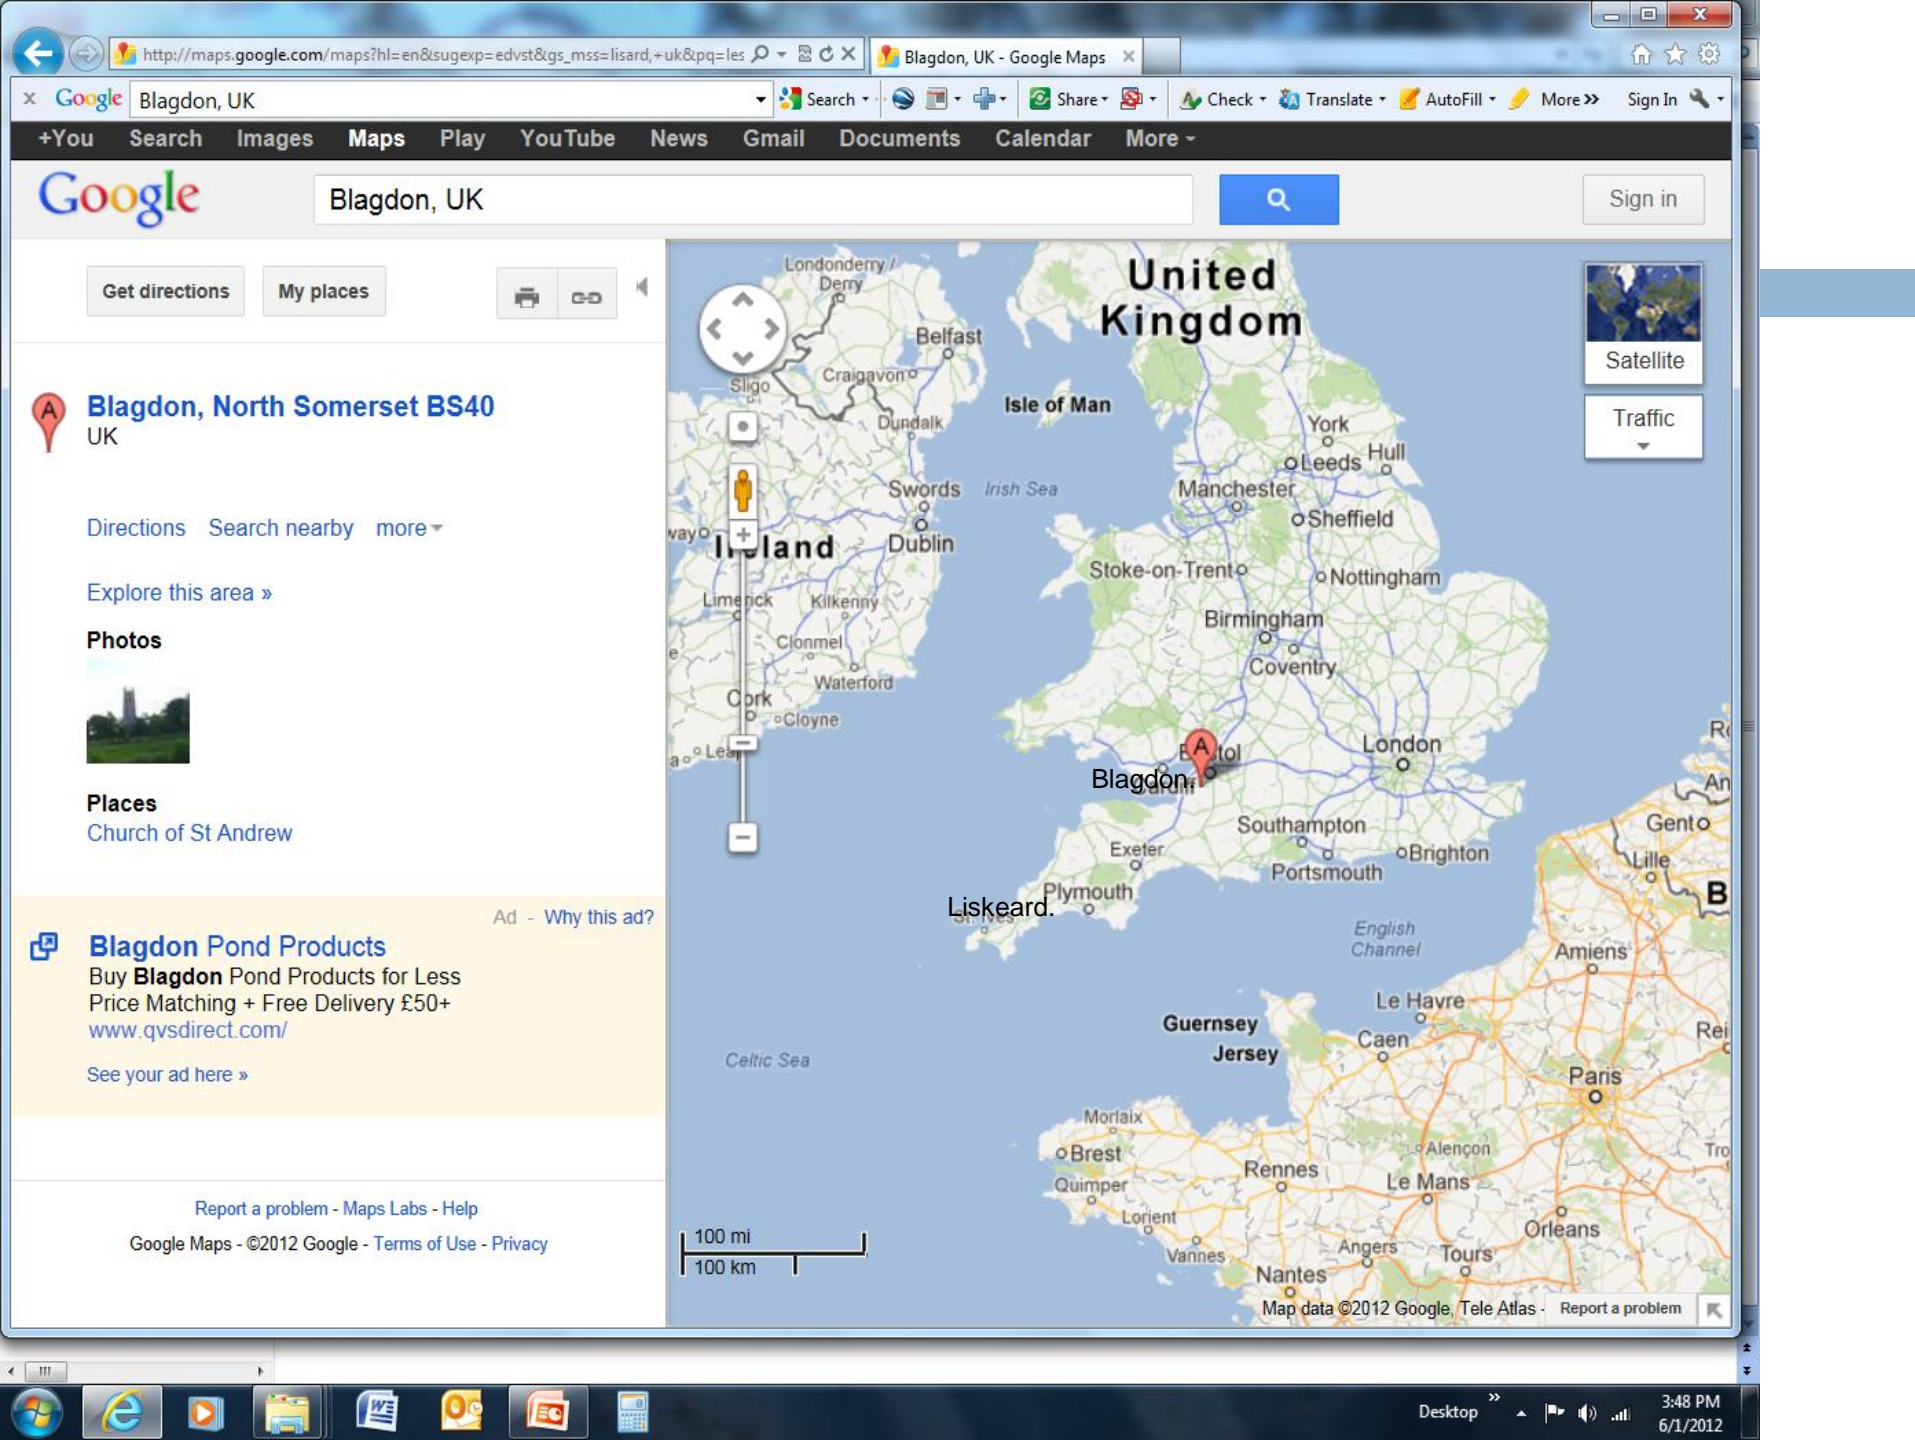 http://maps.google.com/maps?hl=en&sugexp=edvst&gs_mss=lisard,+uk&pq=les
Blagdon, UK - Google Maps
x Google Blagdon, UK Search Share Check Translate AutoFill More >> Sign In
+You Search Images Maps Play YouTube News Gmail Documents Calendar More
Google Blagdon, UK Sign in
Get directions My places
A Blagdon, North Somerset BS40
UK
Directions Search nearby more
Explore this area »
Photos
Places
Church of St Andrew
Ad - Why this ad?
Blagdon Pond Products
Buy Blagdon Pond Products for Less
Price Matching + Free Delivery £50+
www.qvsdirect.com/
See your ad here »
Report a problem - Maps Labs - Help
Google Maps - ©2012 Google - Terms of Use - Privacy
Londonderry /
Derry
United
Kingdom
Satellite
Traffic
Belfast
Craigavon
Sligo
Isle of Man
Dundalk
York
Leeds
Hull
Swords
Irish Sea
Manchester
Sheffield
way
Ireland
Dublin
Stoke-on-Trent
Nottingham
Limerick
Kilkenny
Birmingham
Clonmel
Coventry
Waterford
Cork
Cloyne
A
Bristol
London
Blagdon.
Cardiff
An
Southampton
Gent
Exeter
Brighton
Lille
Portsmouth
Plymouth
B
Liskeard.
St. Ives
English
Channel
Amiens
Le Havre
Guernsey
Rei
Caen
Jersey
Celtic Sea
Paris
Morlaix
Brest
Alençon
Tro
Rennes
Quimper
Le Mans
Lorient
Orleans
100 mi
Vannes
Angers
Tours
100 km
Nantes
Map data ©2012 Google, Tele Atlas -
Report a problem
Desktop
3:48 PM
6/1/2012